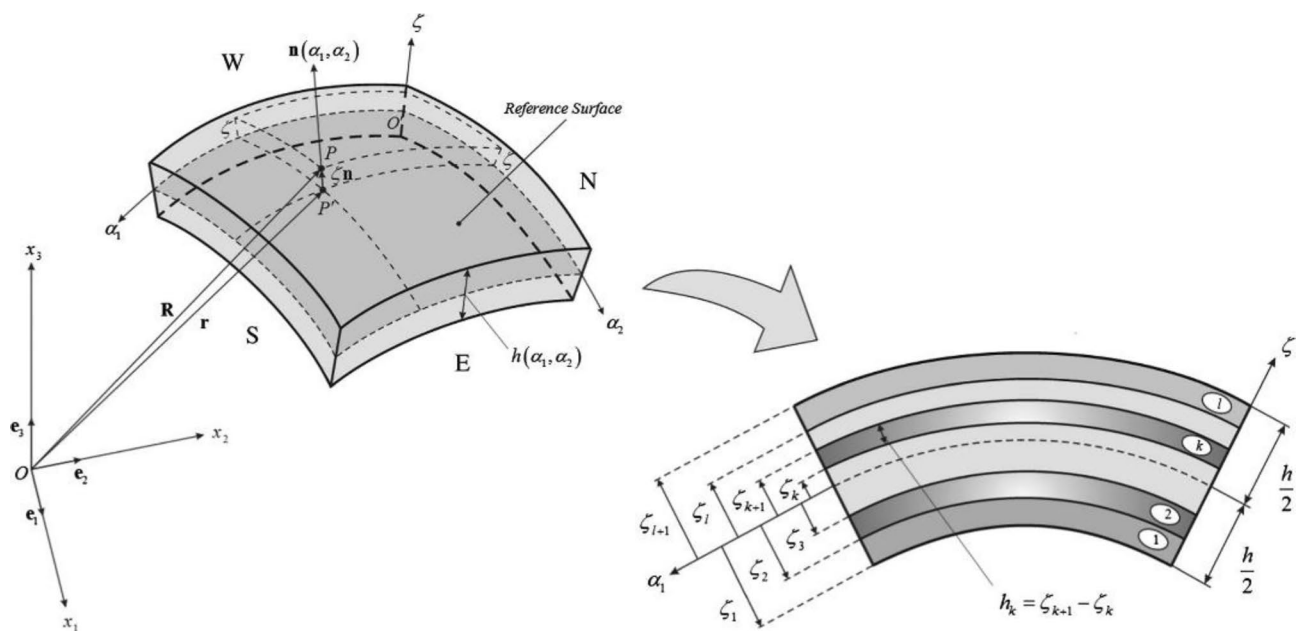 ζ
n(α₁,α₂)
W
Reference Surface
O'
ζ
P
ζ
ζn
N
P'
α₁
x₃
R
r
S
α₂
h(α₁,α₂)
E
ζ
l
e₃
x₂
k
O
e₂
h/2
ζₖ
ζₖ₊₁
ζₗ
e₁
ζₗ₊₁
2
ζ₃
1
α₁
ζ₂
h/2
ζ₁
hₖ = ζₖ₊₁ − ζₖ
x₁